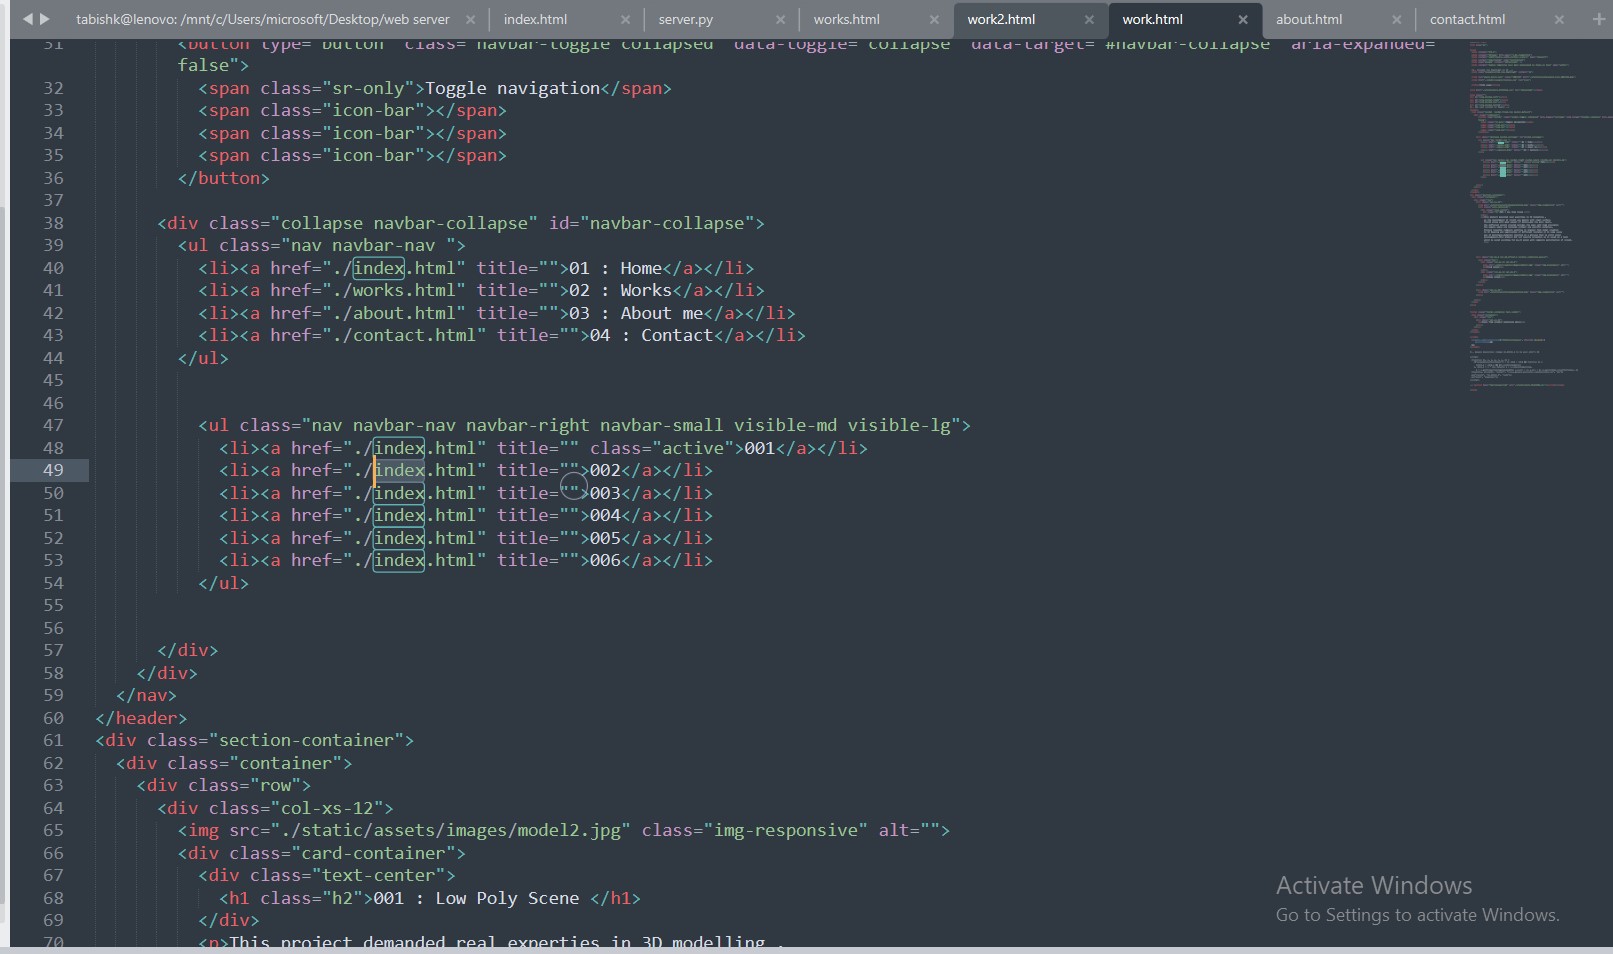 tabishk@lenovo: /mnt/c/Users/microsoft/Desktop/web server
index.html
server.py
works.html
work2.html
work.html
about.html
contact.html
31 <button type="button" class="navbar-toggle collapsed" data-toggle="collapse" data-target="#navbar-collapse" aria-expanded="
false">
32 <span class="sr-only">Toggle navigation</span>
33 <span class="icon-bar"></span>
34 <span class="icon-bar"></span>
35 <span class="icon-bar"></span>
36 </button>
37
38 <div class="collapse navbar-collapse" id="navbar-collapse">
39 <ul class="nav navbar-nav ">
40 <li><a href="./index.html" title="">01 : Home</a></li>
41 <li><a href="./works.html" title="">02 : Works</a></li>
42 <li><a href="./about.html" title="">03 : About me</a></li>
43 <li><a href="./contact.html" title="">04 : Contact</a></li>
44 </ul>
45
46
47 <ul class="nav navbar-nav navbar-right navbar-small visible-md visible-lg">
48 <li><a href="./index.html" title="" class="active">001</a></li>
49 <li><a href="./index.html" title="">002</a></li>
50 <li><a href="./index.html" title="">003</a></li>
51 <li><a href="./index.html" title="">004</a></li>
52 <li><a href="./index.html" title="">005</a></li>
53 <li><a href="./index.html" title="">006</a></li>
54 </ul>
55
56
57 </div>
58 </div>
59 </nav>
60 </header>
61 <div class="section-container">
62 <div class="container">
63 <div class="row">
64 <div class="col-xs-12">
65 <img src="./static/assets/images/model2.jpg" class="img-responsive" alt="">
66 <div class="card-container">
67 <div class="text-center">
68 <h1 class="h2">001 : Low Poly Scene </h1>
69 </div>
70 <p>This project demanded real experties in 3D modelling .
Activate Windows
Go to Settings to activate Windows.